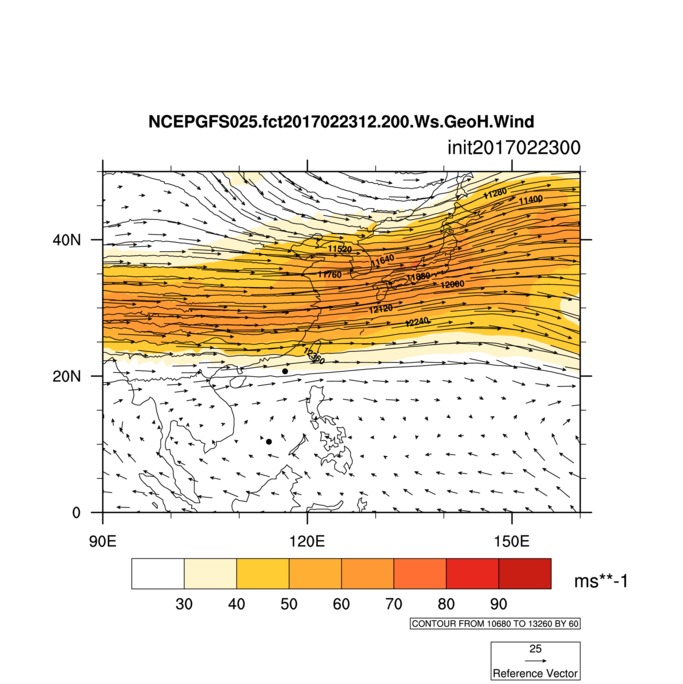 NCEPGFS025.fct2017022312.200.Ws.GeoH.Wind
init2017022300
11280
11400
40N
11520
11640
11760
11880
12000
12120
12240
20N
0
90E 120E 150E
30 40 50 60 70 80 90
ms**-1
CONTOUR FROM 10680 TO 13260 BY 60
25
Reference Vector